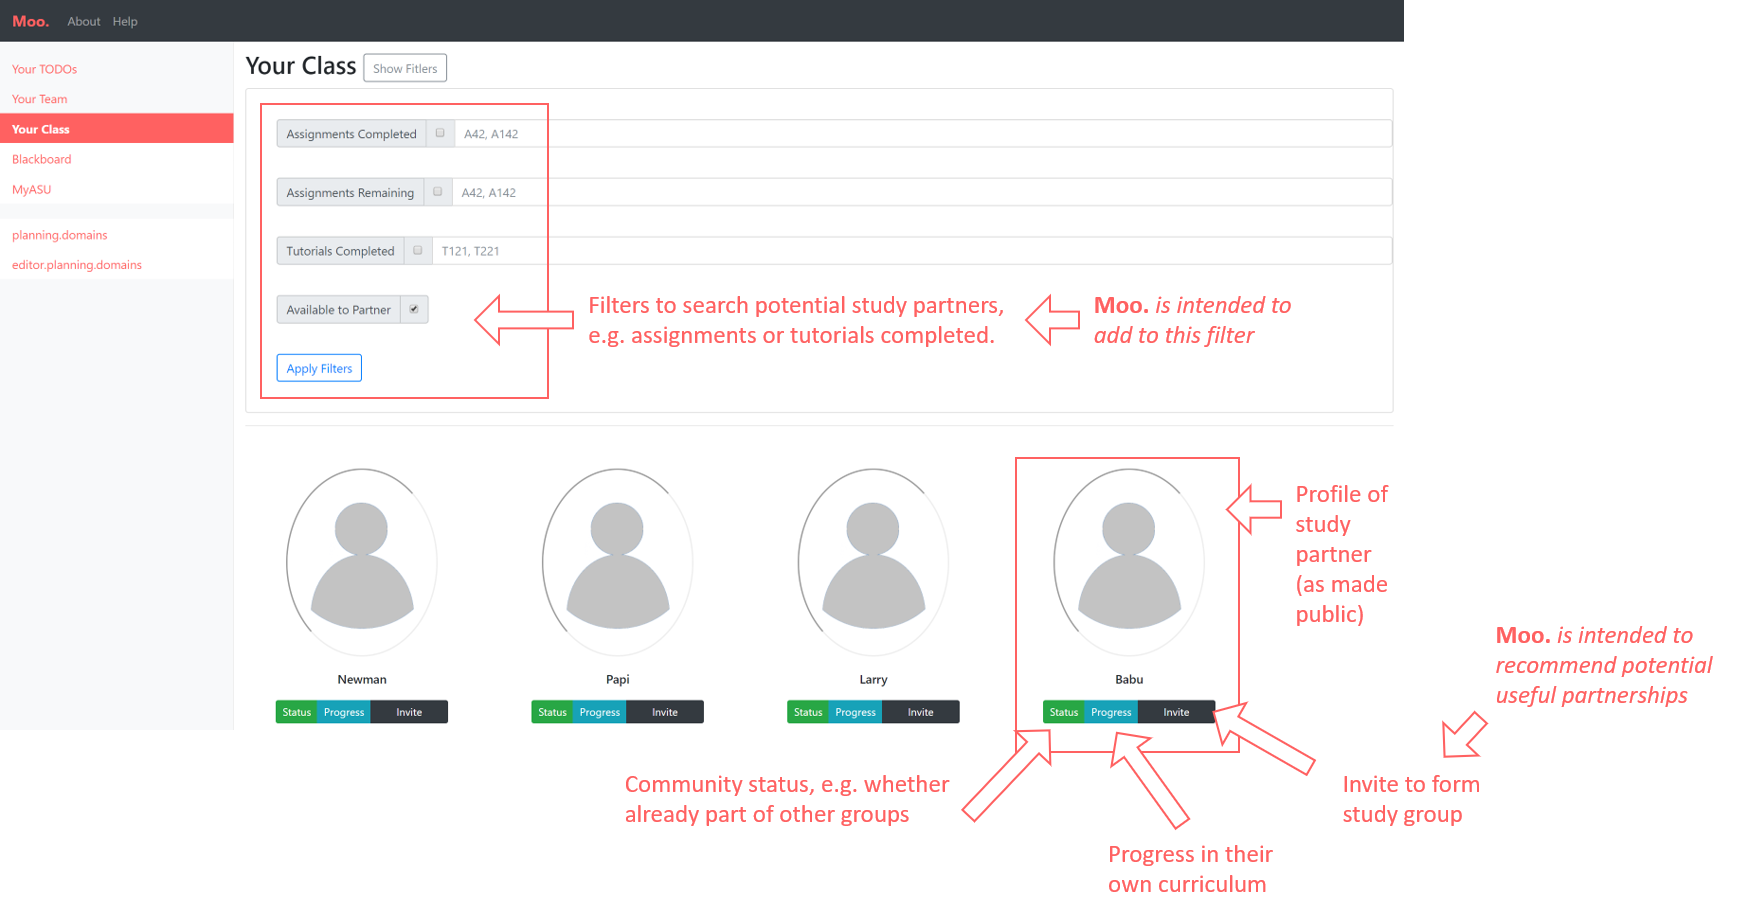 Moo. About Help
Your TODOs
Your Team
Your Class
Blackboard
MyASU
planning.domains
editor.planning.domains
Your Class Show Fitlers
Assignments Completed A42, A142
Assignments Remaining A42, A142
Tutorials Completed T121, T221
Available to Partner
Apply Filters
Filters to search potential study partners,
e.g. assignments or tutorials completed.
Moo. is intended to
add to this filter
Newman
Status Progress Invite
Papi
Status Progress Invite
Larry
Status Progress Invite
Babu
Status Progress Invite
Profile of
study
partner
(as made
public)
Moo. is intended to
recommend potential
useful partnerships
Community status, e.g. whether
already part of other groups
Progress in their
own curriculum
Invite to form
study group